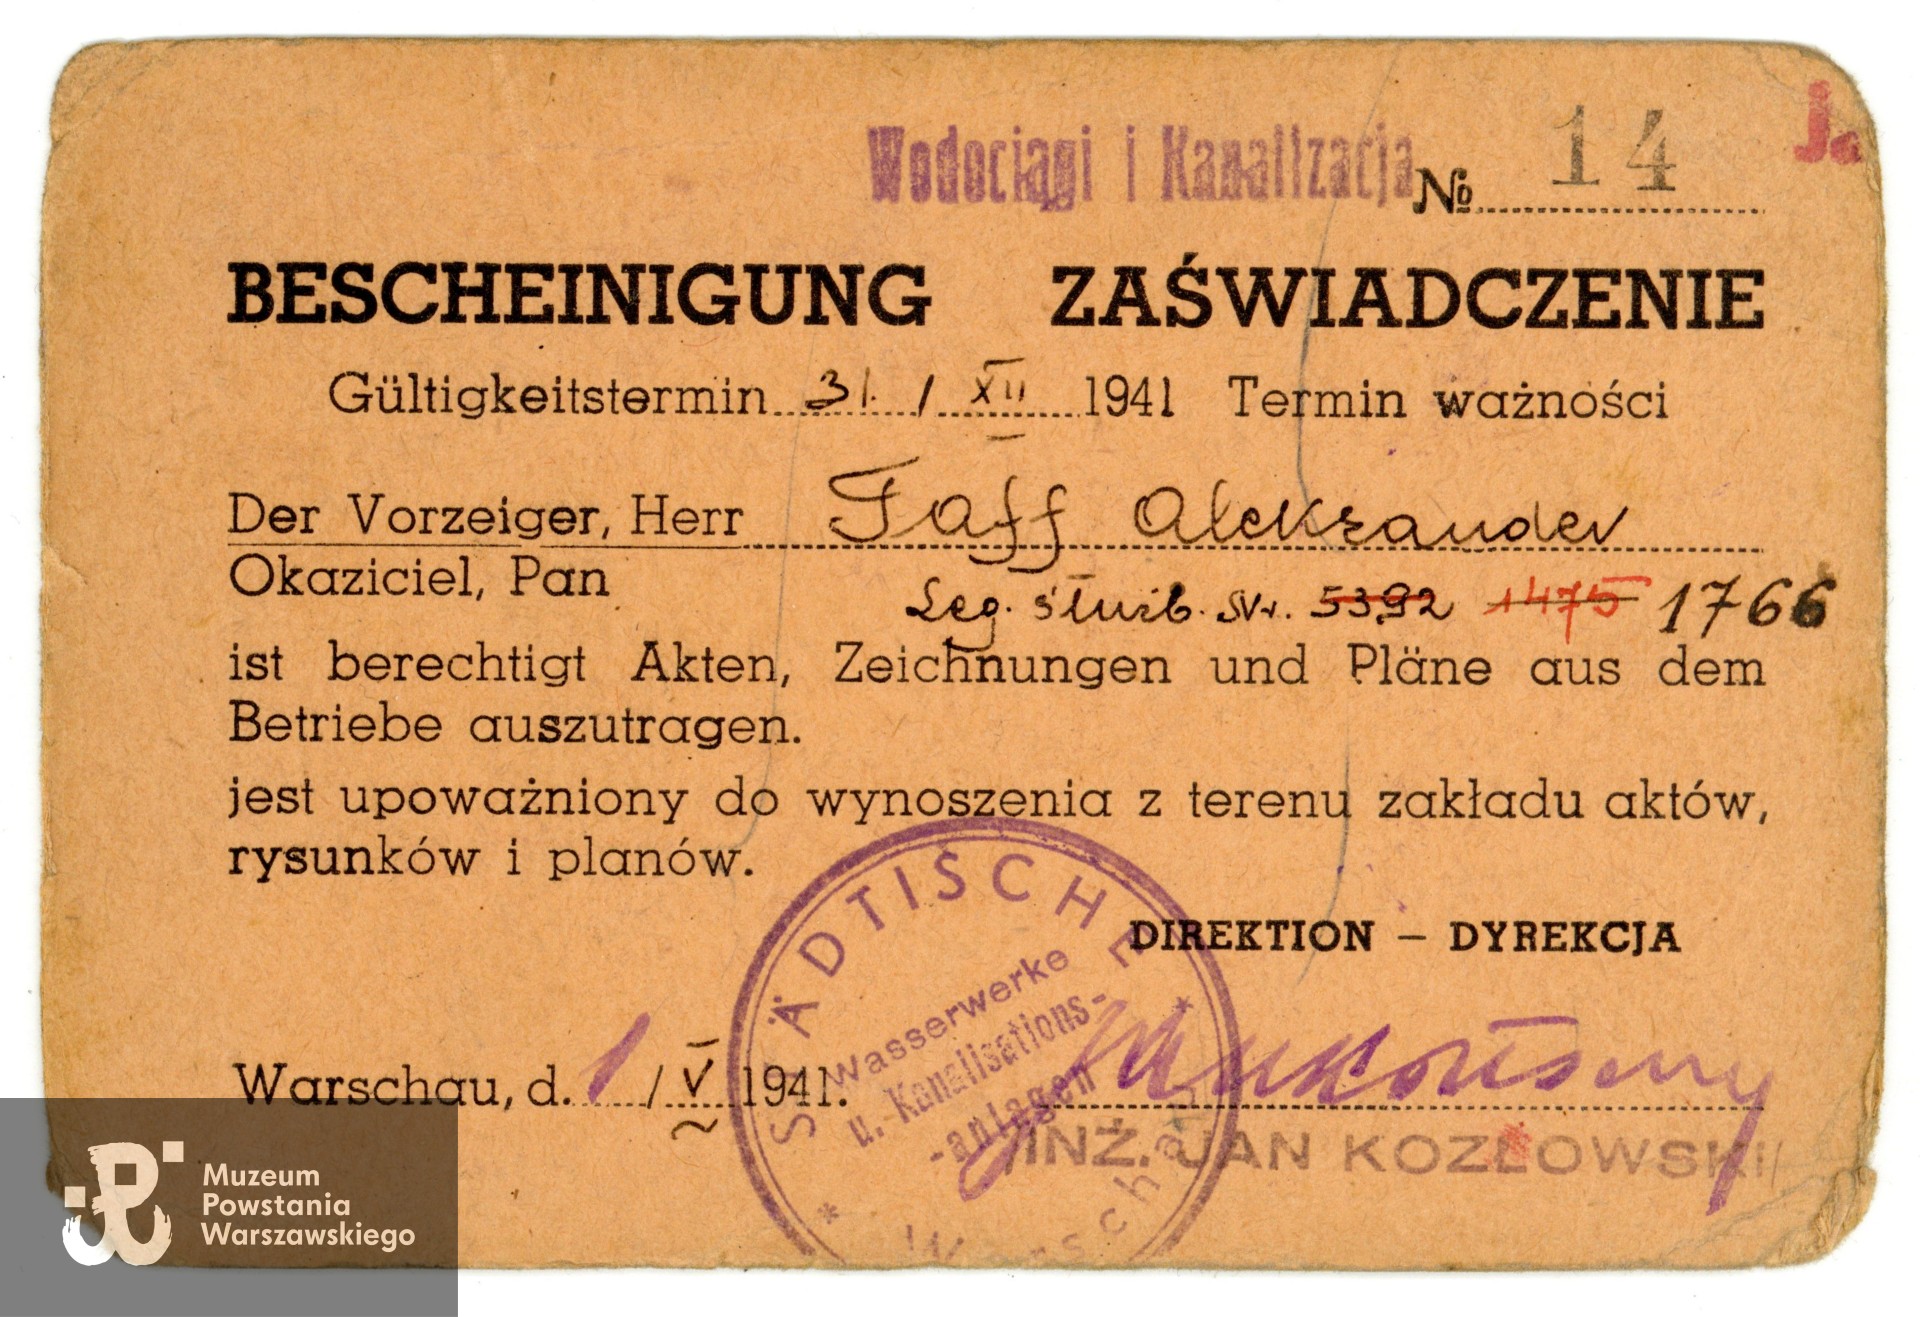 Wodociągi i Kanalizacja № 14 J.
BESCHEINIGUNG ZAŚWIADCZENIE
Gültigkeitstermin 31. / XII 1941 Termin ważności
Der Vorzeiger, Herr Taff Aleksander
Okaziciel, Pan
Leg. służb. Nr. 5392 1475 1766
ist berechtigt Akten, Zeichnungen und Pläne aus dem
Betriebe auszutragen.
jest upoważniony do wynoszenia z terenu zakładu aktów,
rysunków i planów.
DIREKTION – DYREKCJA
Warschau, d. 1 / V 1941.
STÄDTISCHE
Wasserwerke
u. Kanalisations-
-anlagen
* Warschau *
INŻ. JAN KOZŁOWSKI
Muzeum
Powstania
Warszawskiego